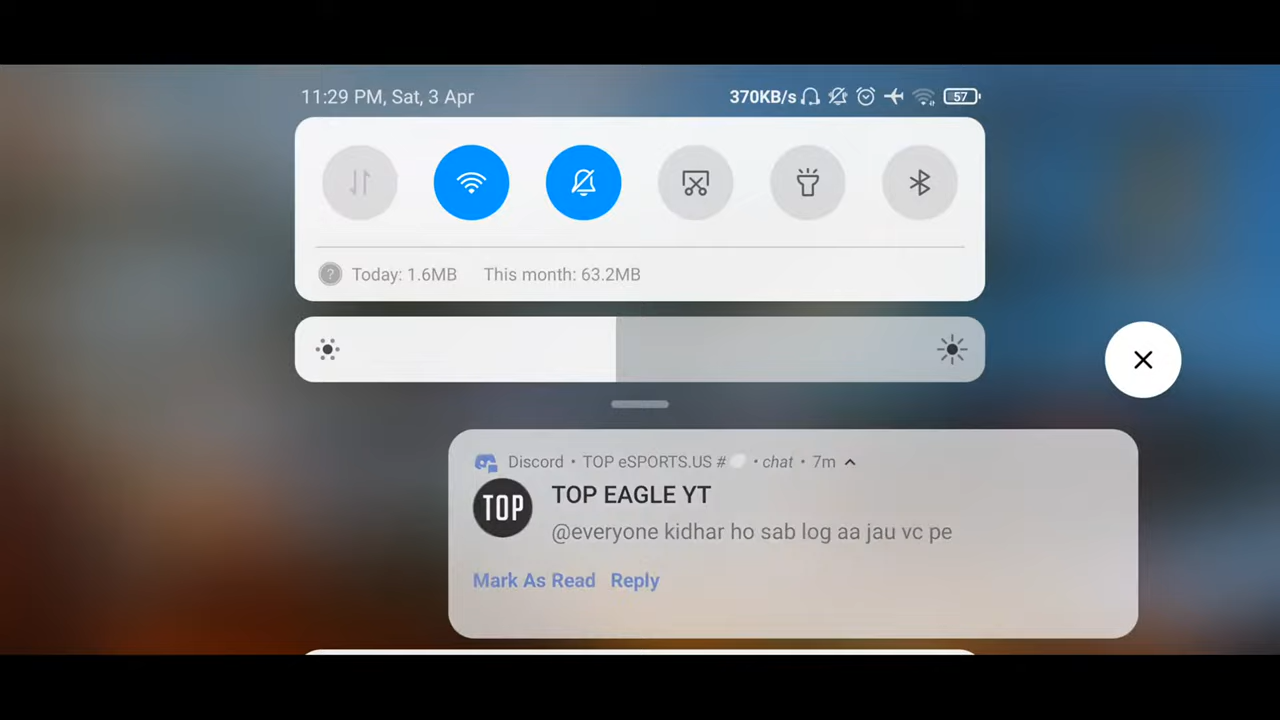 11:29 PM, Sat, 3 Apr 370KB/s 57
? Today: 1.6MB This month: 63.2MB
Discord • TOP eSPORTS.US # • chat • 7m
TOP TOP EAGLE YT
@everyone kidhar ho sab log aa jau vc pe
Mark As Read Reply